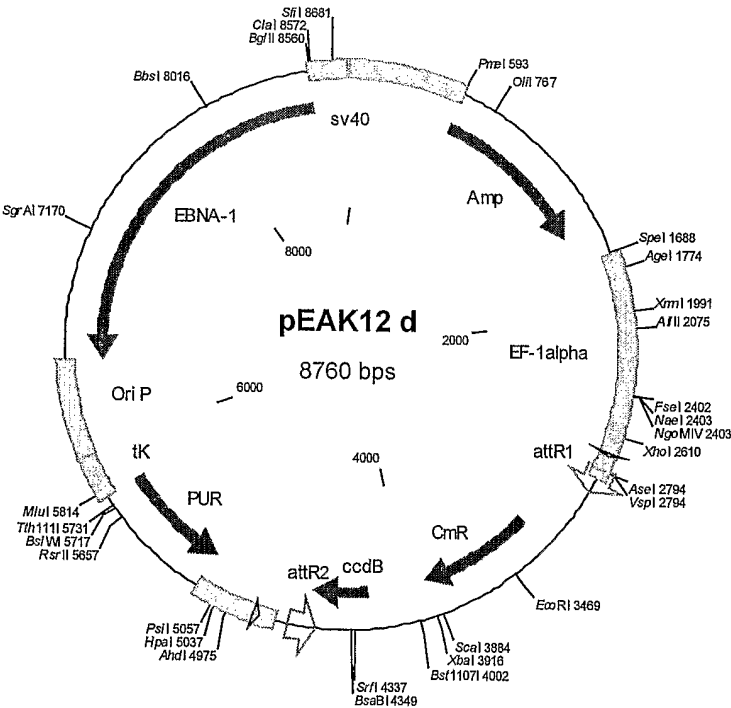 SfiI 8681
ClaI 8572
BglII 8560
PmeI 593
OliI 767
BbsI 8016
sv40
Amp
SgrAI 7170
EBNA-1
I
8000
SpeI 1688
AgeI 1774
XmnI 1991
AflII 2075
pEAK12 d
2000
EF-1alpha
8760 bps
6000
Ori P
FseI 2402
NaeI 2403
NgoMIV 2403
XhoI 2610
attR1
tK
4000
AseI 2794
VspI 2794
PUR
MluI 5814
Tth111I 5731
BsiWI 5717
RsrII 5657
CmR
attR2 ccdB
EcoRI 3469
PsiI 5057
HpaI 5037
AhdI 4975
ScaI 3884
XbaI 3916
Bst1107I 4002
SrfI 4337
BsaBI 4349